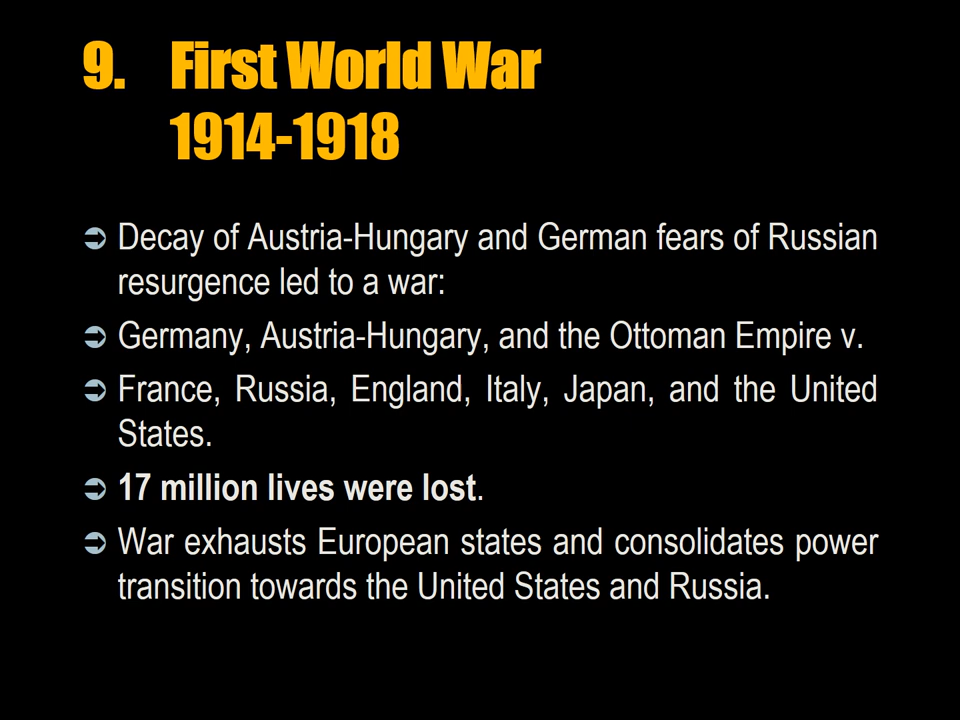 9. First World War
1914-1918
➲ Decay of Austria-Hungary and German fears of Russian
resurgence led to a war:
➲ Germany, Austria-Hungary, and the Ottoman Empire v.
➲ France, Russia, England, Italy, Japan, and the United
States.
➲ 17 million lives were lost.
➲ War exhausts European states and consolidates power
transition towards the United States and Russia.